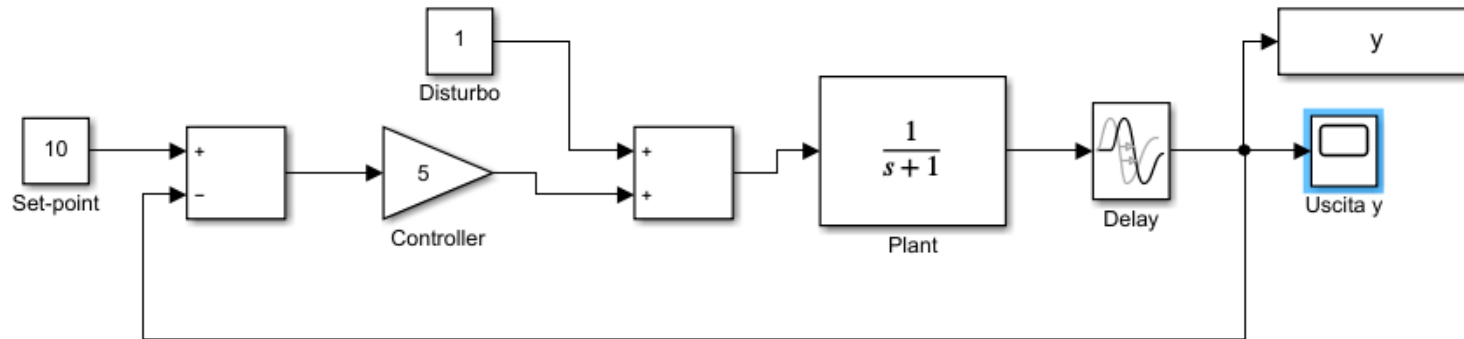 1
Disturbo
y
10
Set-point
+
−
5
Controller
+
+
1
s + 1
Plant
Delay
Uscita y